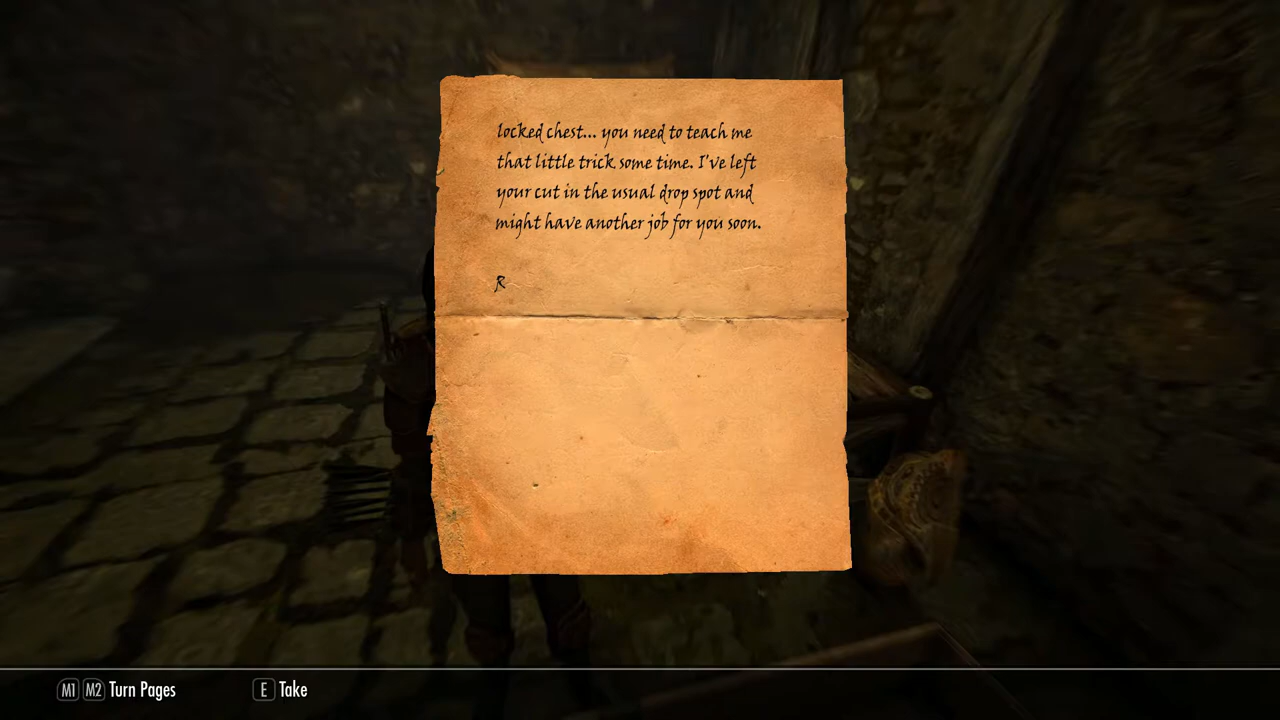 locked chest... you need to teach me
that little trick some time. I've left
your cut in the usual drop spot and
might have another job for you soon.
R
M1 M2 Turn Pages
E Take